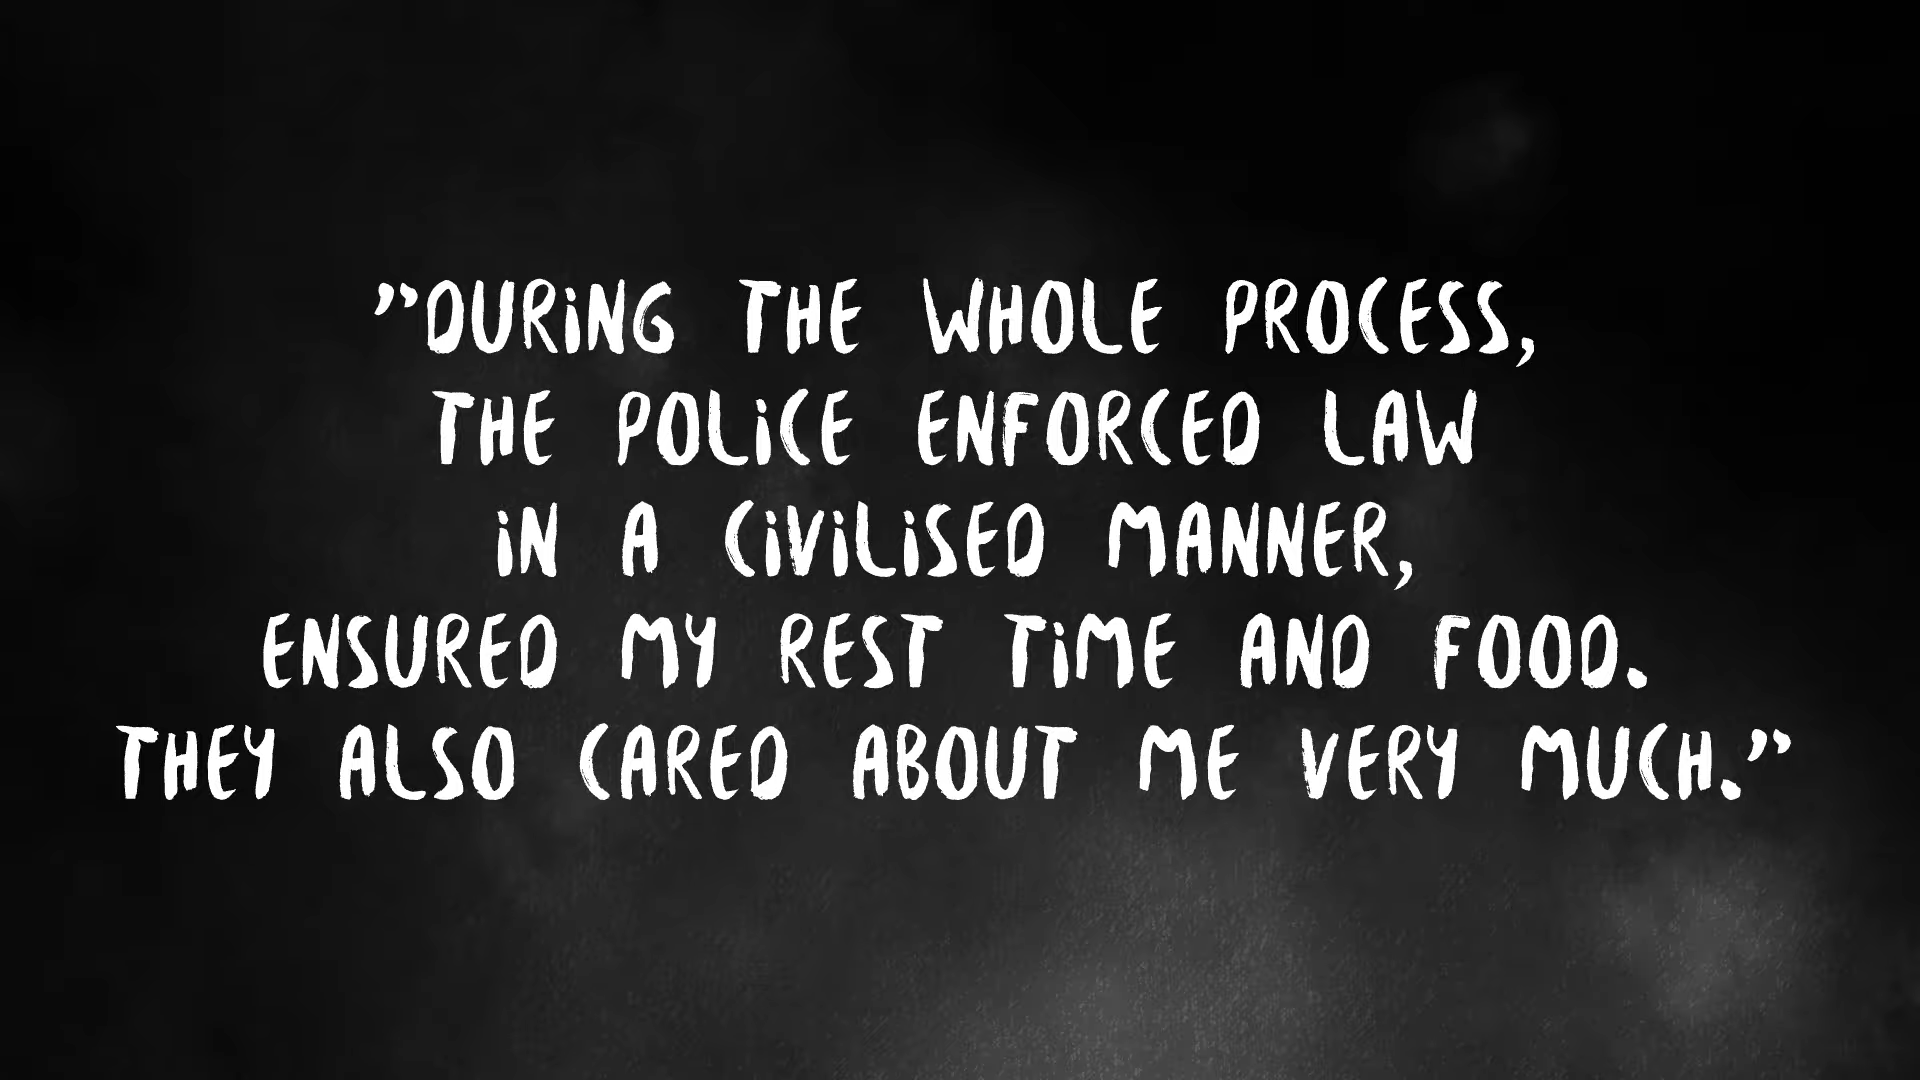 ”DURiNG THE WHOLE PROCESS,
THE POLiCE ENFORCED LAW
iN A CiViLiSED MANNER,
ENSURED MY REST TiME AND FOOD.
THEY ALSO CARED ABOUT ME VERY MUCH.”